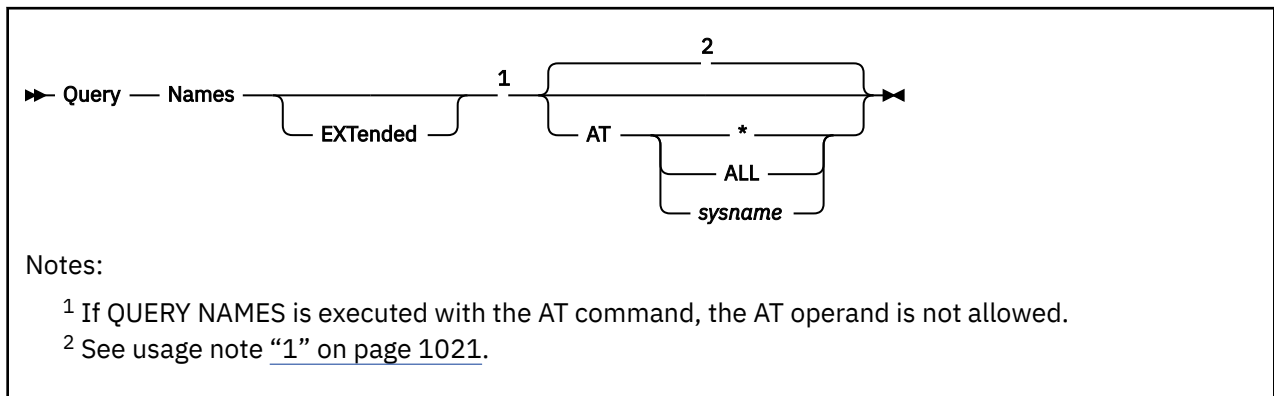 2
1
Query Names
EXTended
AT
*
ALL
sysname
Notes:
1 If QUERY NAMES is executed with the AT command, the AT operand is not allowed.
2 See usage note “1” on page 1021.